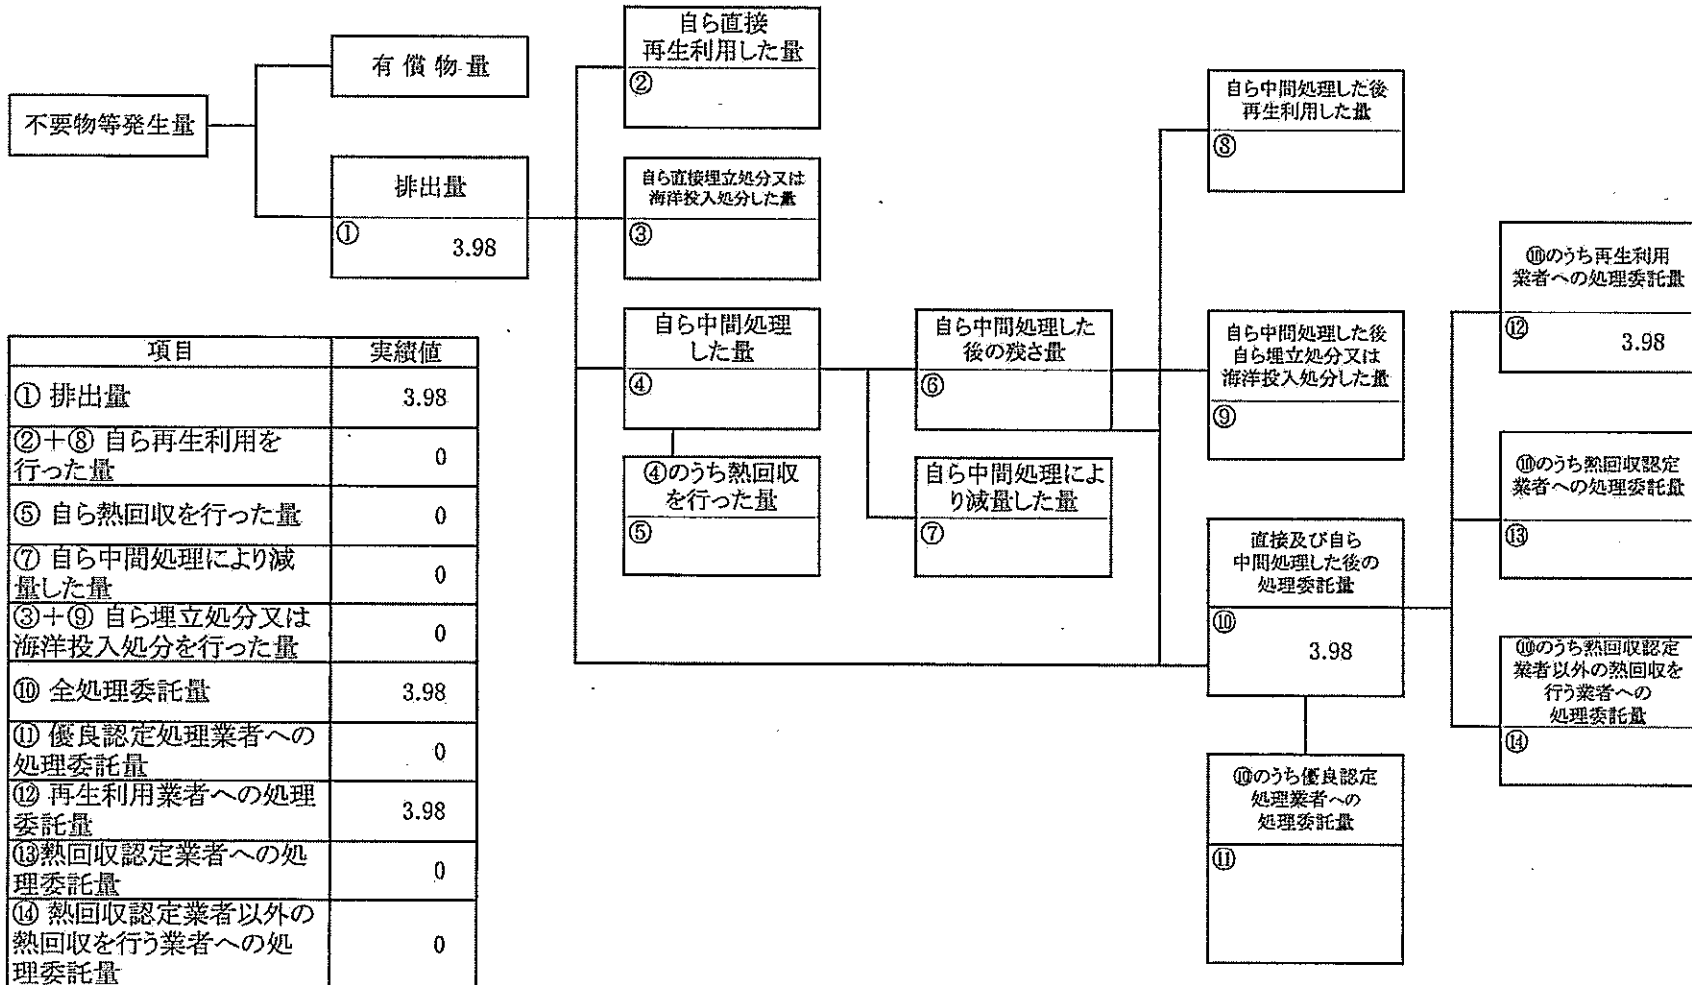 不要物等発生量
有償物量
排出量
①
3.98
自ら直接
再生利用した量
②
自ら直接埋立処分又は
海洋投入処分した量
③
自ら中間処理
した量
④
④のうち熱回収
を行った量
⑤
自ら中間処理した
後の残さ量
⑥
自ら中間処理によ
り減量した量
⑦
自ら中間処理した後
再生利用した量
⑧
自ら中間処理した後
自ら埋立処分又は
海洋投入処分した量
⑨
直接及び自ら
中間処理した後の
処理委託量
⑩
3.98
⑩のうち優良認定
処理業者への
処理委託量
⑪
⑩のうち再生利用
業者への処理委託量
⑫
3.98
⑩のうち熱回収認定
業者への処理委託量
⑬
⑩のうち熱回収認定
業者以外の熱回収を
行う業者への
処理委託量
⑭
項目 実績値
① 排出量 3.98
②＋⑧ 自ら再生利用を
行った量 0
⑤ 自ら熱回収を行った量 0
⑦ 自ら中間処理により減
量した量 0
③＋⑨ 自ら埋立処分又は
海洋投入処分を行った量 0
⑩ 全処理委託量 3.98
⑪ 優良認定処理業者への
処理委託量 0
⑫ 再生利用業者への処理
委託量 3.98
⑬熱回収認定業者への処
理委託量 0
⑭ 熱回収認定業者以外の
熱回収を行う業者への処
理委託量 0